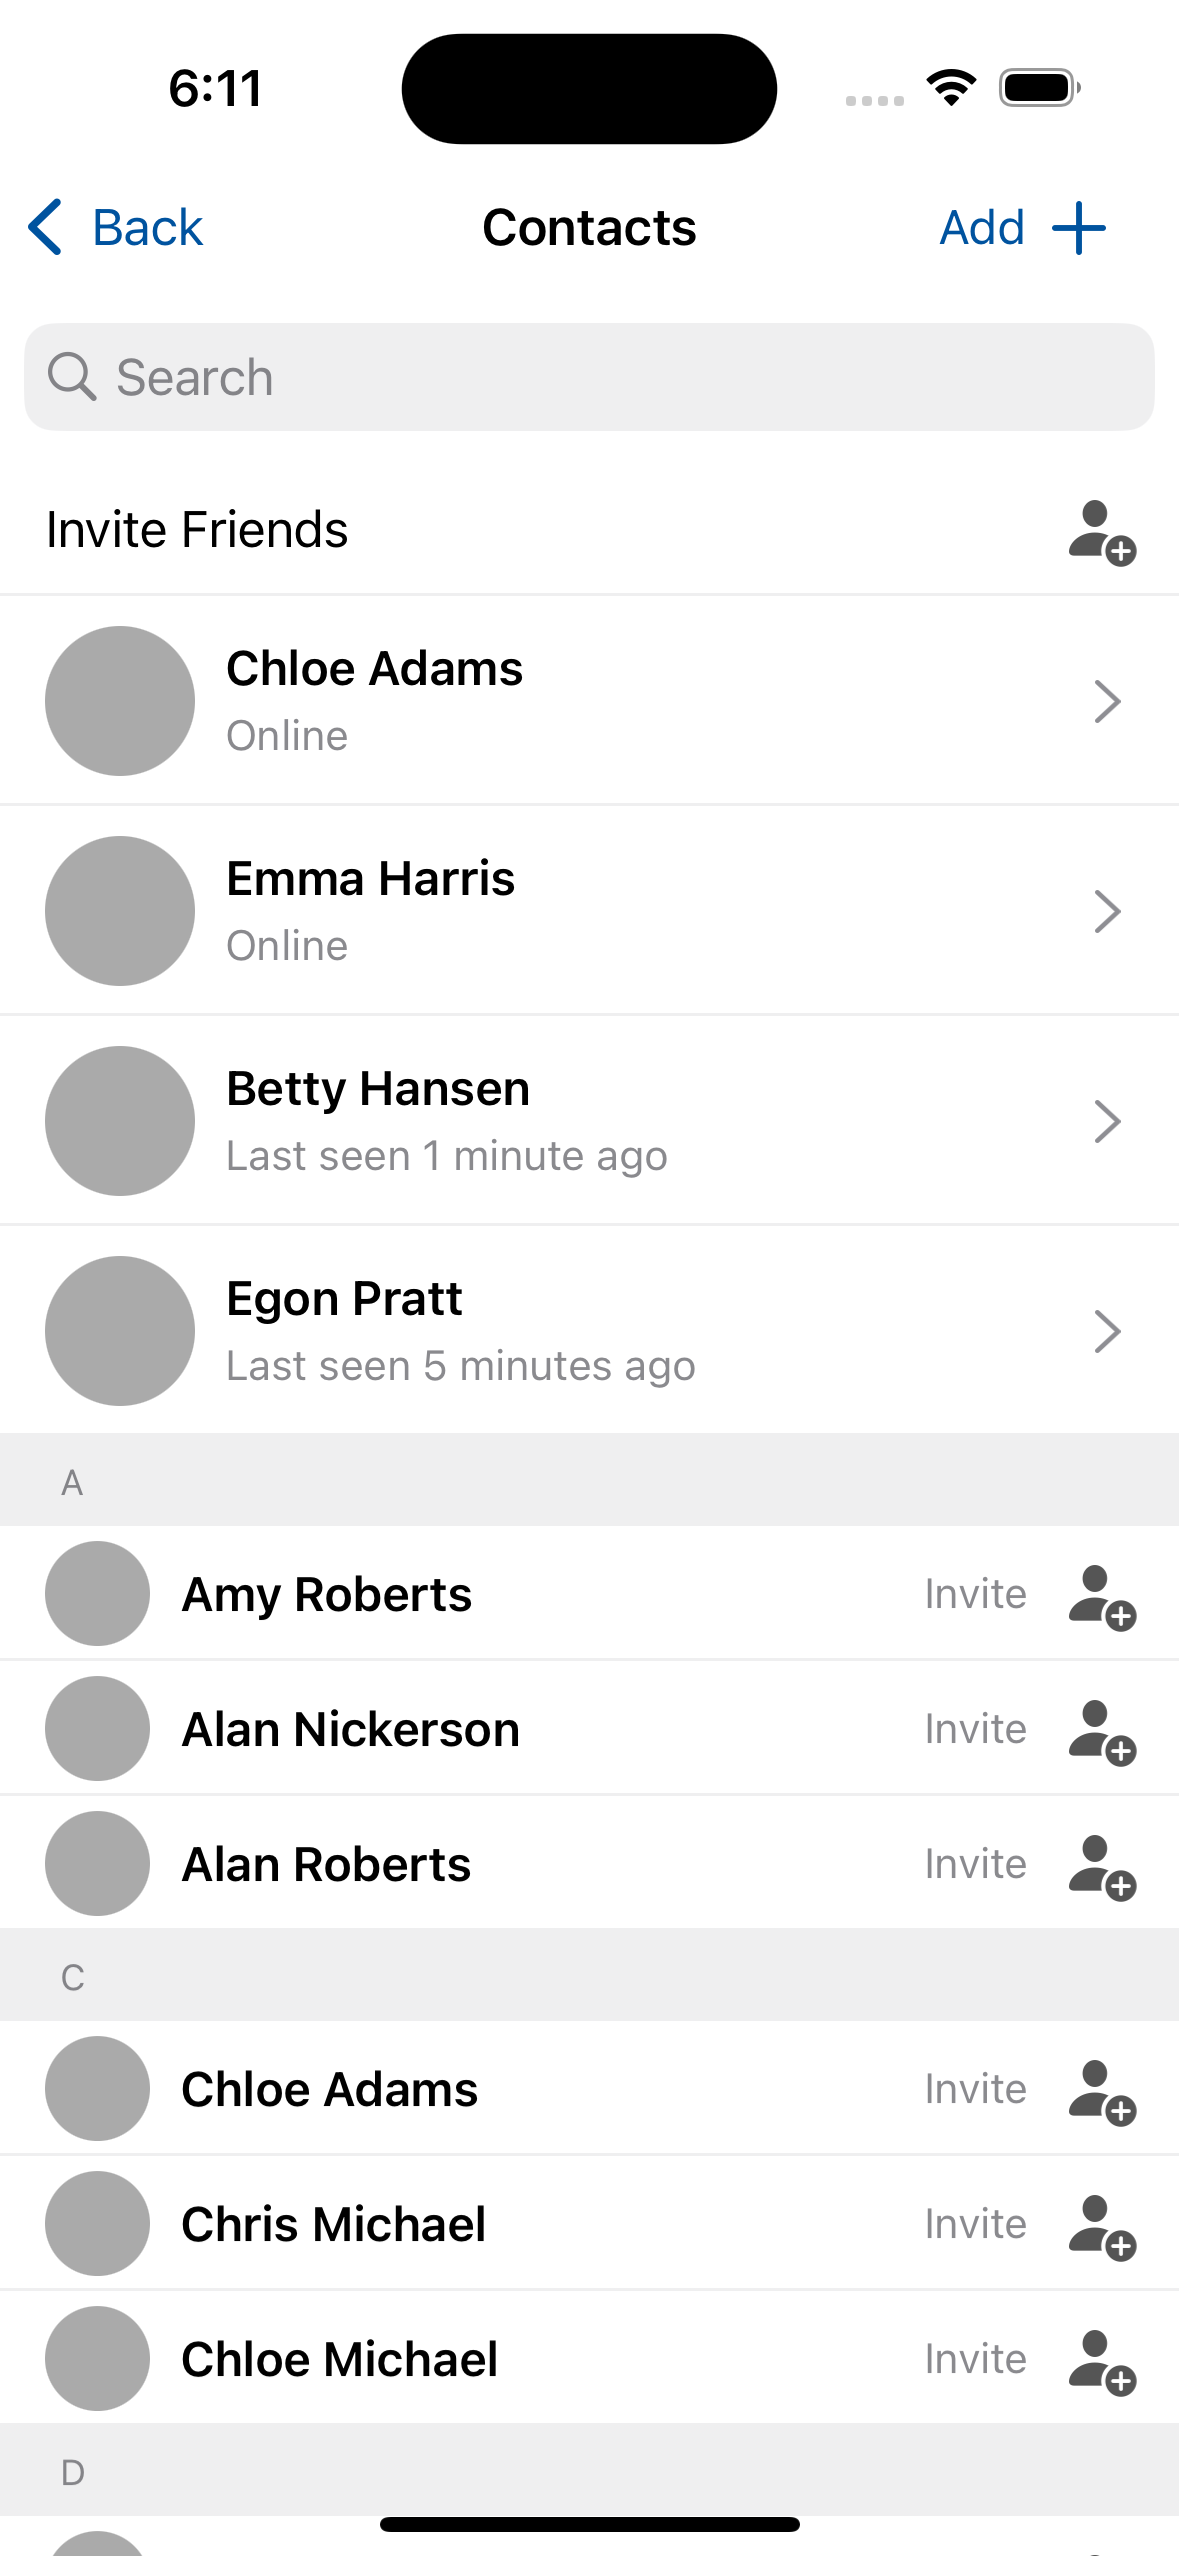 6:11
Back
Contacts
Add
Search
Invite Friends
Chloe Adams
Online
Emma Harris
Online
Betty Hansen
Last seen 1 minute ago
Egon Pratt
Last seen 5 minutes ago
A
Amy Roberts
Invite
Alan Nickerson
Invite
Alan Roberts
Invite
C
Chloe Adams
Invite
Chris Michael
Invite
Chloe Michael
Invite
D